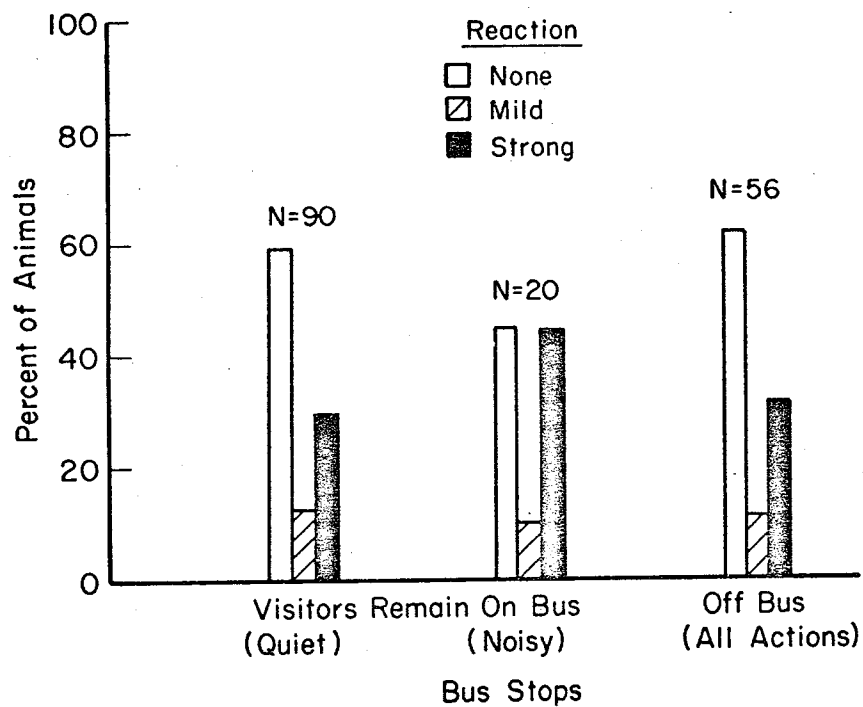 Percent of Animals
100
80
60
40
20
0
Reaction
None
Mild
Strong
N=90
N=20
N=56
Visitors Remain On Bus
(Quiet)
(Noisy)
Off Bus
(All Actions)
Bus Stops